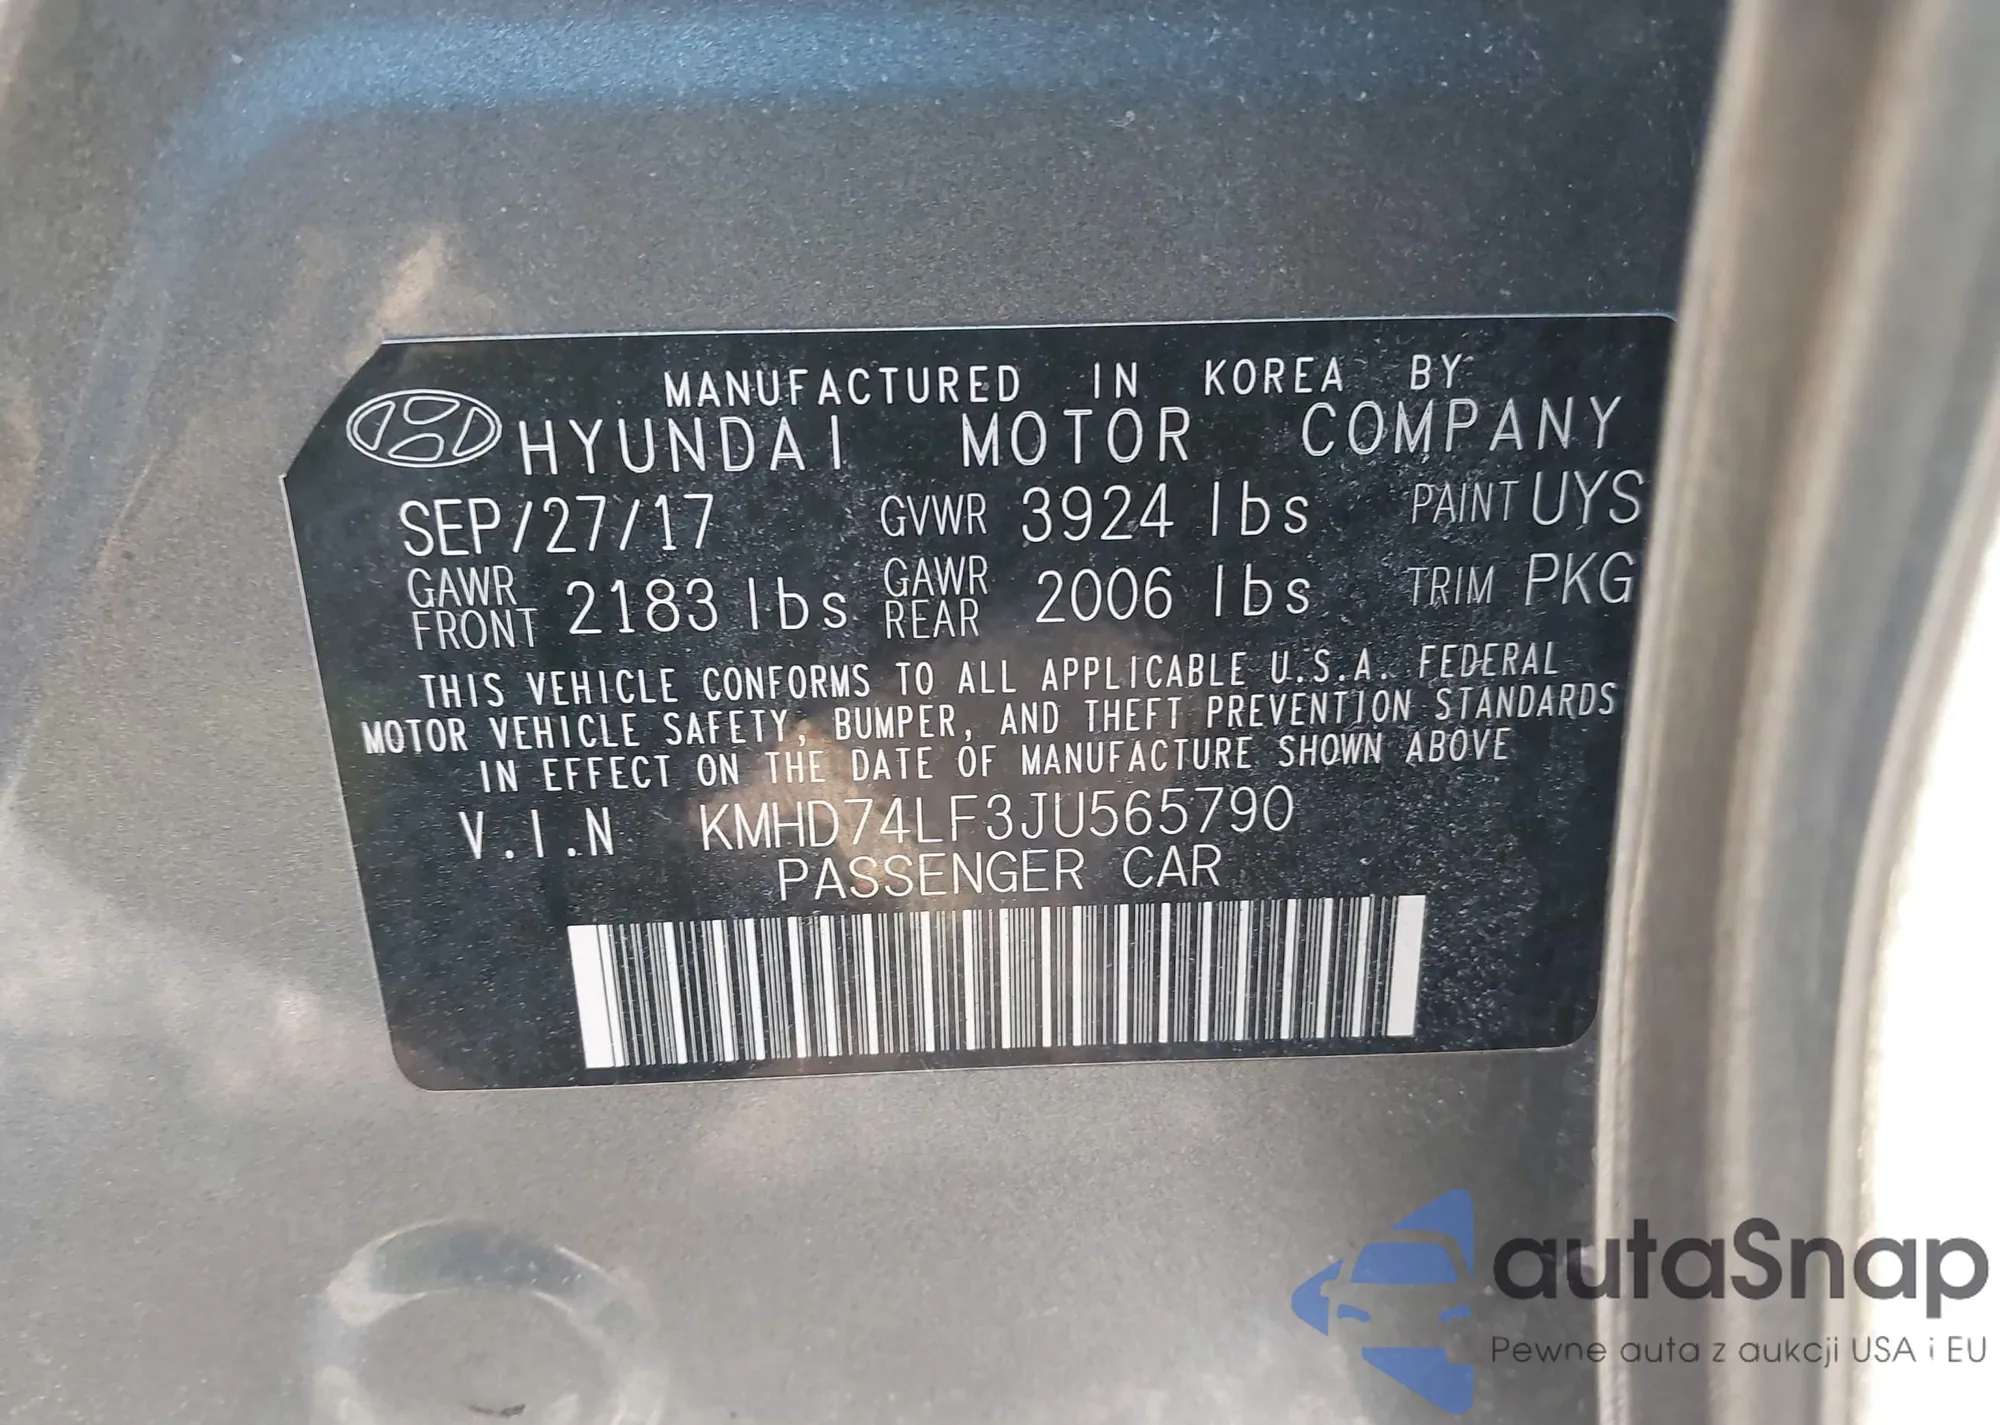 MANUFACTURED IN KOREA BY
HYUNDAI MOTOR COMPANY
SEP/27/17 GVWR 3924 lbs PAINT UYS
GAWR FRONT 2183 lbs GAWR REAR 2006 lbs TRIM PKG
THIS VEHICLE CONFORMS TO ALL APPLICABLE U.S.A. FEDERAL
MOTOR VEHICLE SAFETY, BUMPER, AND THEFT PREVENTION STANDARDS
IN EFFECT ON THE DATE OF MANUFACTURE SHOWN ABOVE
V.I.N KMHD74LF3JU565790
PASSENGER CAR
autaSnap
Pewne auta z aukcji USA i EU